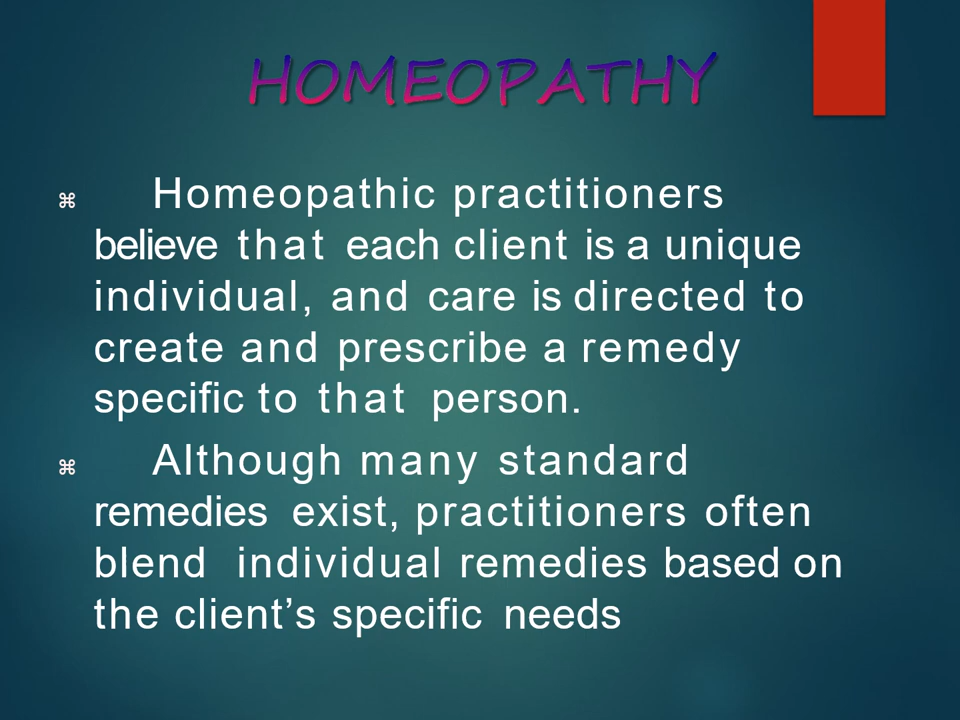 HOMEOPATHY
⌘ Homeopathic practitioners
believe that each client is a unique
individual, and care is directed to
create and prescribe a remedy
specific to that person.
⌘ Although many standard
remedies exist, practitioners often
blend individual remedies based on
the client’s specific needs